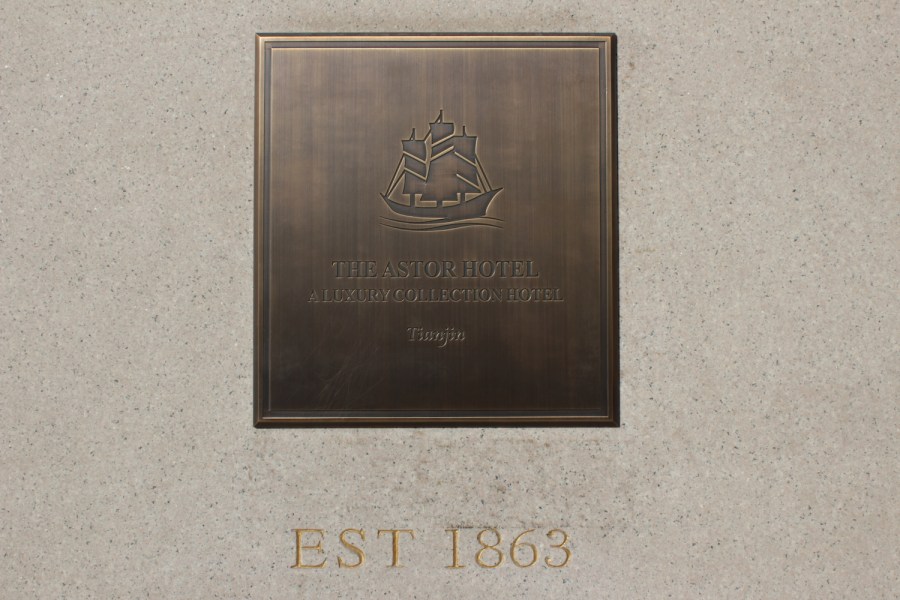 THE ASTOR HOTEL
A LUXURY COLLECTION HOTEL
Tianjin
EST 1863